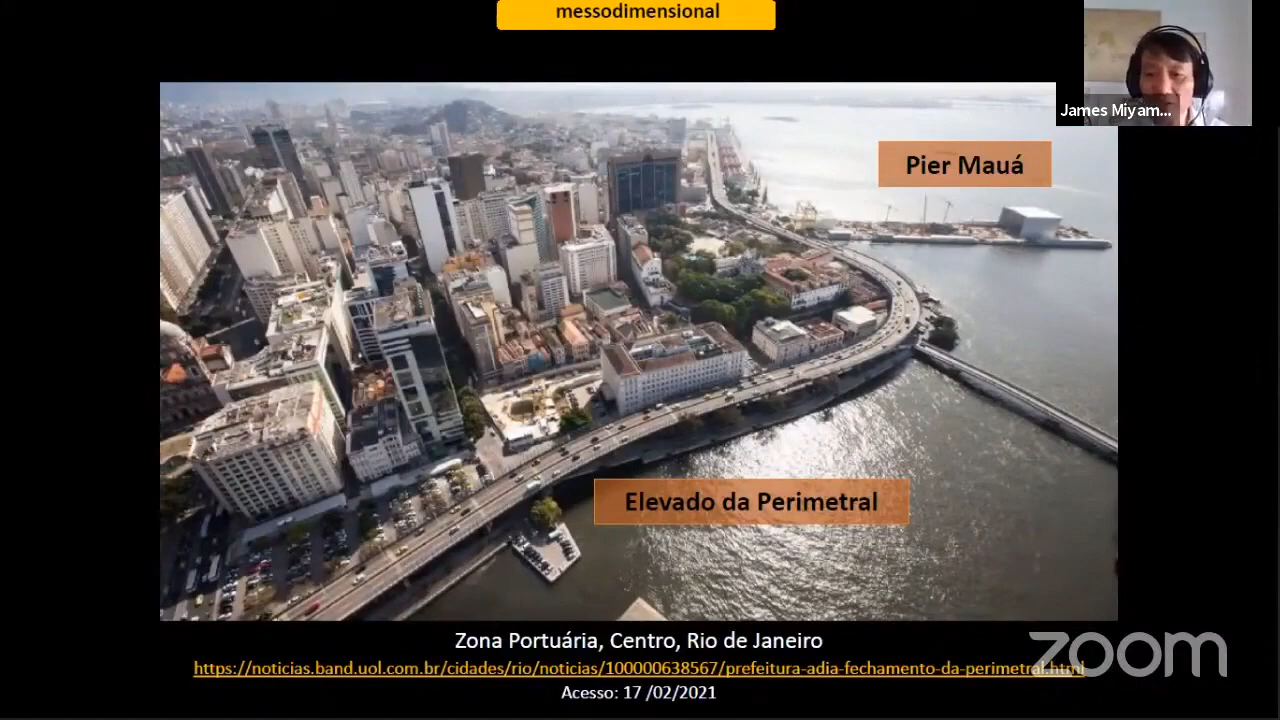 messodimensional
James Miyam...
Pier Mauá
Elevado da Perimetral
Zona Portuária, Centro, Rio de Janeiro
https://noticias.band.uol.com.br/cidades/rio/noticias/100000638567/prefeitura-adia-fechamento-da-perimetral.html
Acesso: 17 /02/2021
zoom